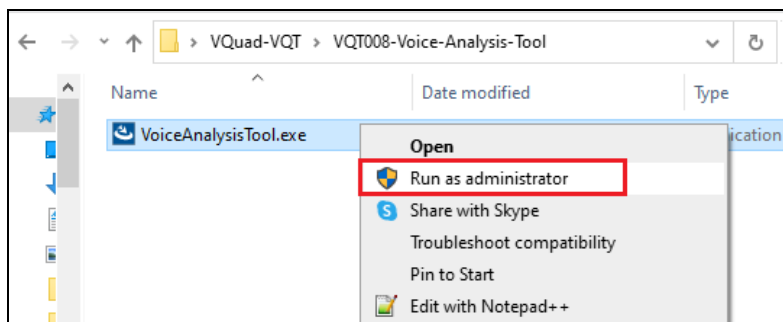 VQuad-VQT > VQT008-Voice-Analysis-Tool
Name Date modified Type
VoiceAnalysisTool.exe ication
Open
Run as administrator
Share with Skype
Troubleshoot compatibility
Pin to Start
Edit with Notepad++